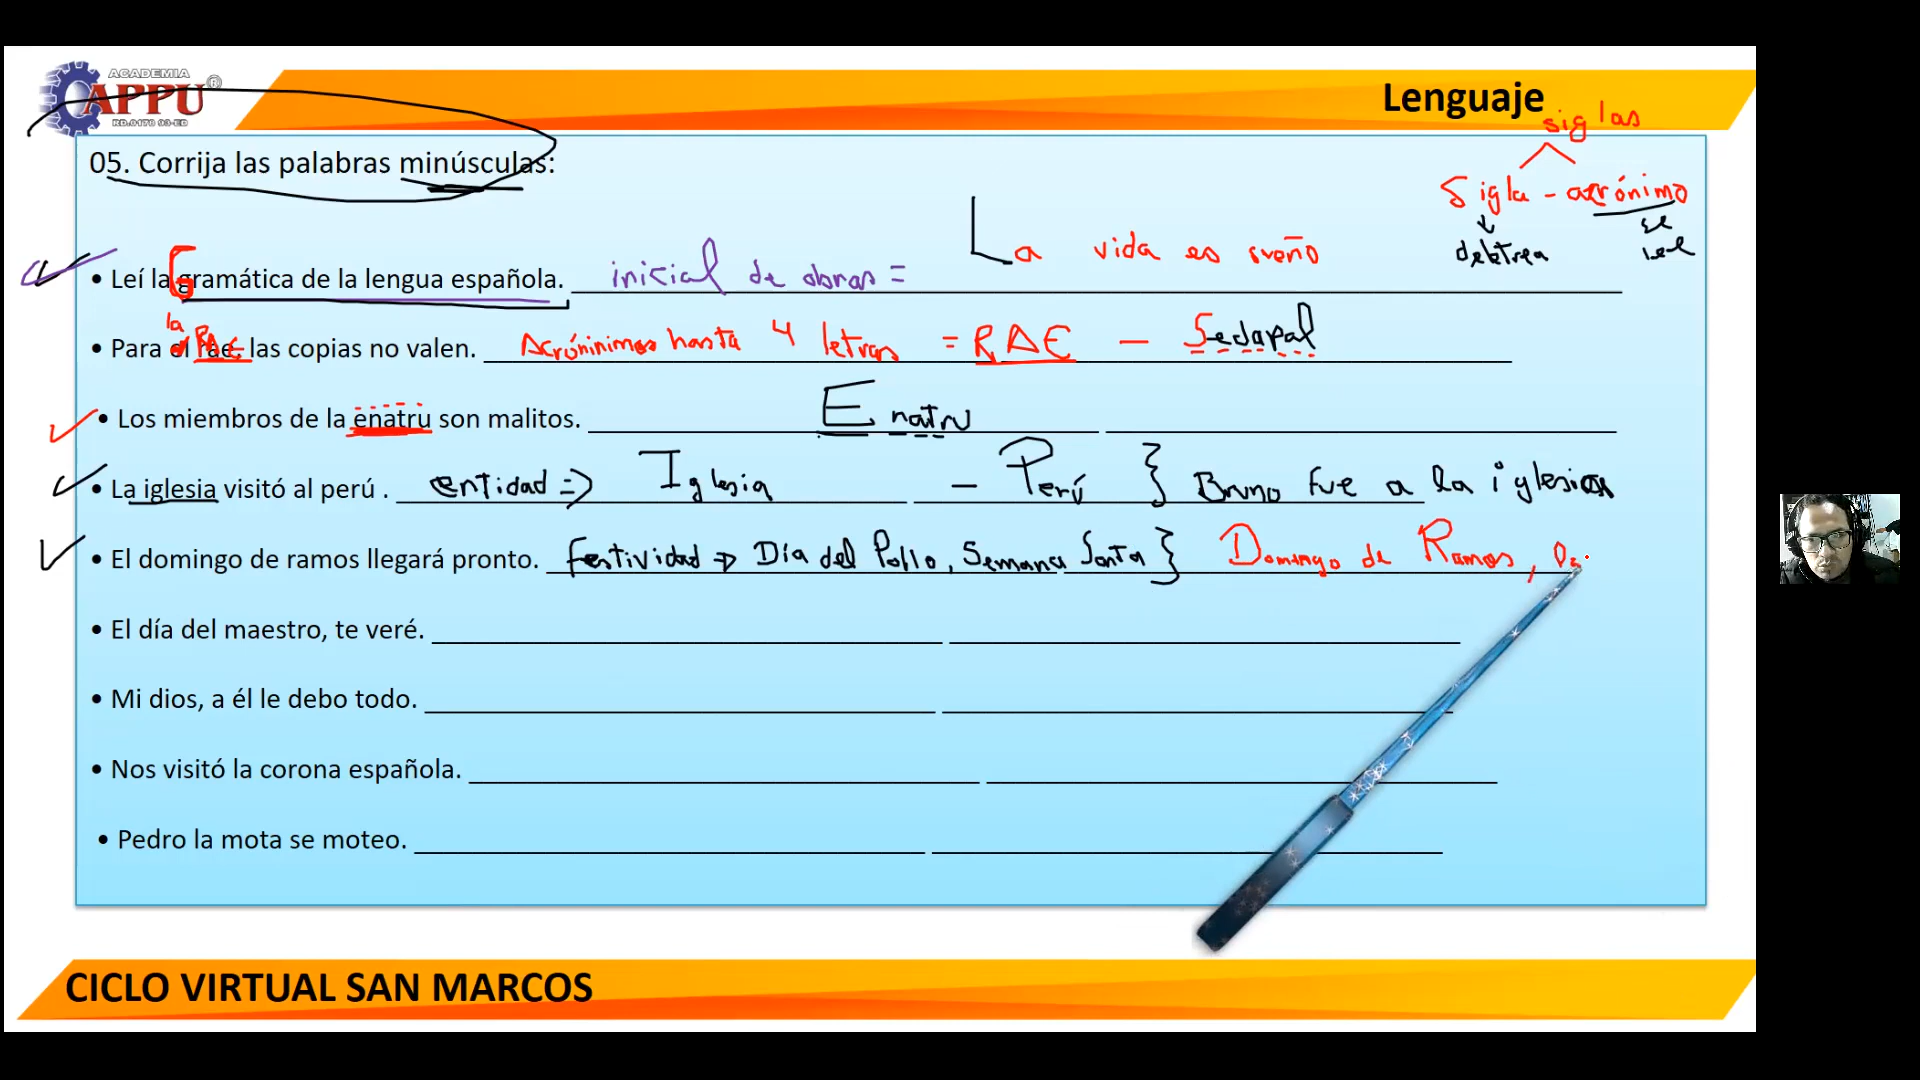 ACADEMIA
APPU
RD.0170 93-ED
Lenguaje
siglas
05. Corrija las palabras minúsculas:
Sigla - acrónimo
deletrea
se
lee
La vida es sueño
• Leí la gramática de la lengua española. inicial de obras =
la
• Para el rae, las copias no valen. Acrónimos hasta 4 letras = RAE - Sedapal
• Los miembros de la enatru son malitos. Enatru
• La iglesia visitó al perú . entidad => Iglesia - Perú } Bruno fue a la iglesia
• El domingo de ramos llegará pronto. Festividad => Día del Pollo, Semana Santa } Domingo de Ramos,
• El día del maestro, te veré.
• Mi dios, a él le debo todo.
• Nos visitó la corona española.
• Pedro la mota se moteo.
CICLO VIRTUAL SAN MARCOS